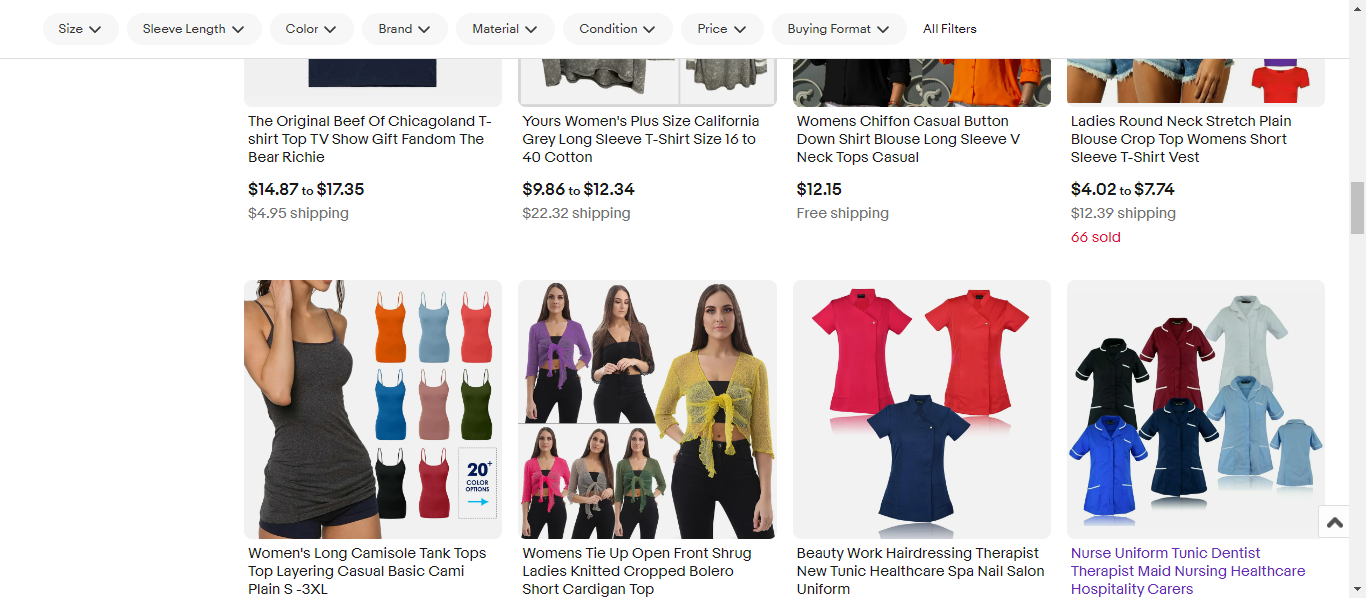 Size
Sleeve Length
Color
Brand
Material
Condition
Price
Buying Format
All Filters
The Original Beef Of Chicagoland T-
shirt Top TV Show Gift Fandom The
Bear Richie
$14.87 to $17.35
$4.95 shipping
Yours Women's Plus Size California
Grey Long Sleeve T-Shirt Size 16 to
40 Cotton
$9.86 to $12.34
$22.32 shipping
Womens Chiffon Casual Button
Down Shirt Blouse Long Sleeve V
Neck Tops Casual
$12.15
Free shipping
Ladies Round Neck Stretch Plain
Blouse Crop Top Womens Short
Sleeve T-Shirt Vest
$4.02 to $7.74
$12.39 shipping
66 sold
20+
COLOR
OPTIONS
Women's Long Camisole Tank Tops
Top Layering Casual Basic Cami
Plain S -3XL
Womens Tie Up Open Front Shrug
Ladies Knitted Cropped Bolero
Short Cardigan Top
Beauty Work Hairdressing Therapist
New Tunic Healthcare Spa Nail Salon
Uniform
Nurse Uniform Tunic Dentist
Therapist Maid Nursing Healthcare
Hospitality Carers